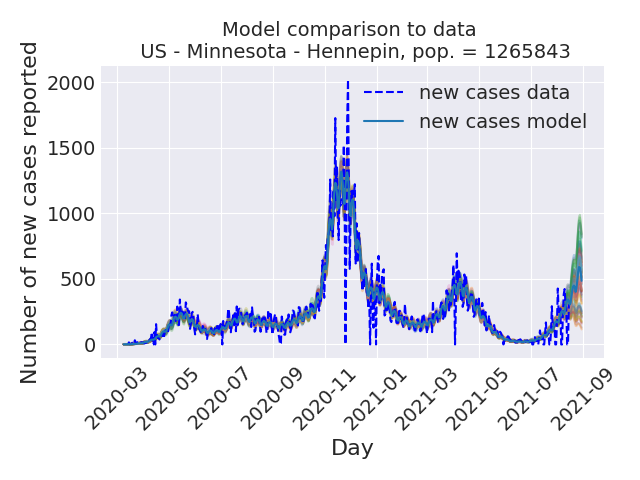 Model comparison to data
US - Minnesota - Hennepin, pop. = 1265843
Number of new cases reported
2000
1500
1000
500
0
new cases data
new cases model
2020-03
2020-05
2020-07
2020-09
2020-11
2021-01
2021-03
2021-05
2021-07
2021-09
Day